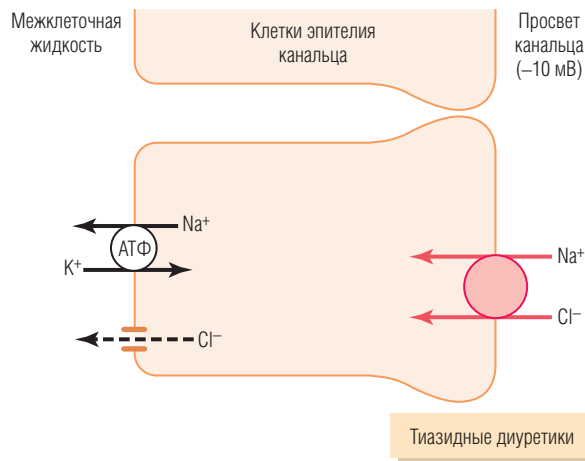 Межклеточная
жидкость
Клетки эпителия
канальца
Просвет
канальца
(–10 мВ)
Na⁺
АТФ
K⁺
Cl⁻
Na⁺
Cl⁻
Тиазидные диуретики